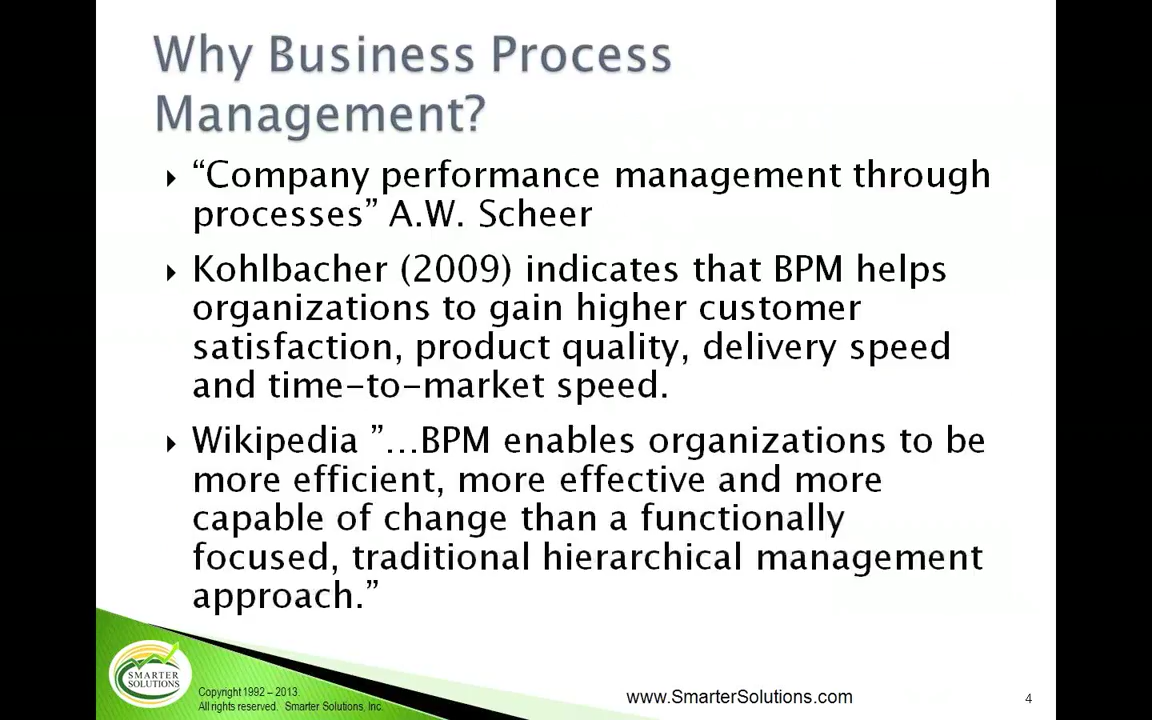 Why Business Process
Management?
“Company performance management through
processes” A.W. Scheer
Kohlbacher (2009) indicates that BPM helps
organizations to gain higher customer
satisfaction, product quality, delivery speed
and time-to-market speed.
Wikipedia ”…BPM enables organizations to be
more efficient, more effective and more
capable of change than a functionally
focused, traditional hierarchical management
approach.”
SMARTER
SOLUTIONS
Copyright 1992 – 2013.
All rights reserved. Smarter Solutions, Inc.
www.SmarterSolutions.com
4